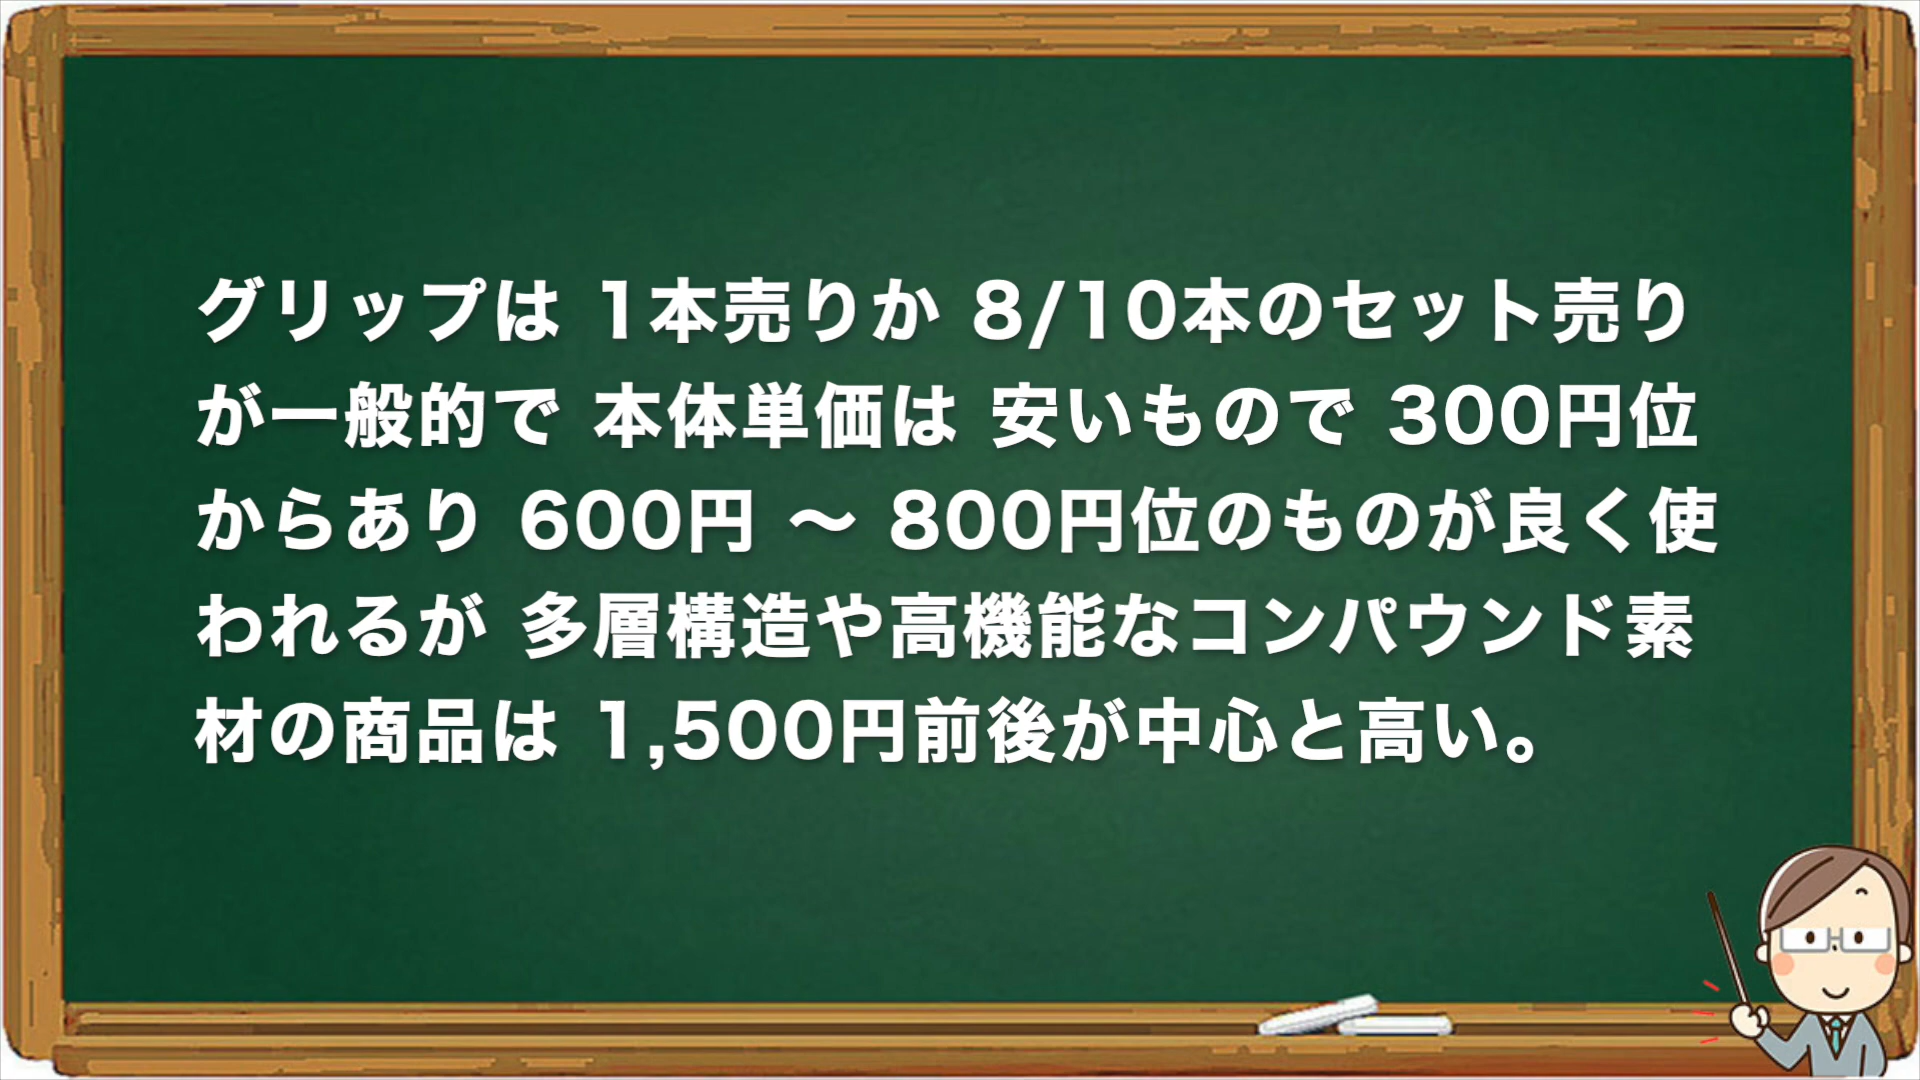 グリップは 1本売りか 8/10本のセット売り
が一般的で 本体単価は 安いもので 300円位
からあり 600円 〜 800円位のものが良く使
われるが 多層構造や高機能なコンパウンド素
材の商品は 1,500円前後が中心と高い。